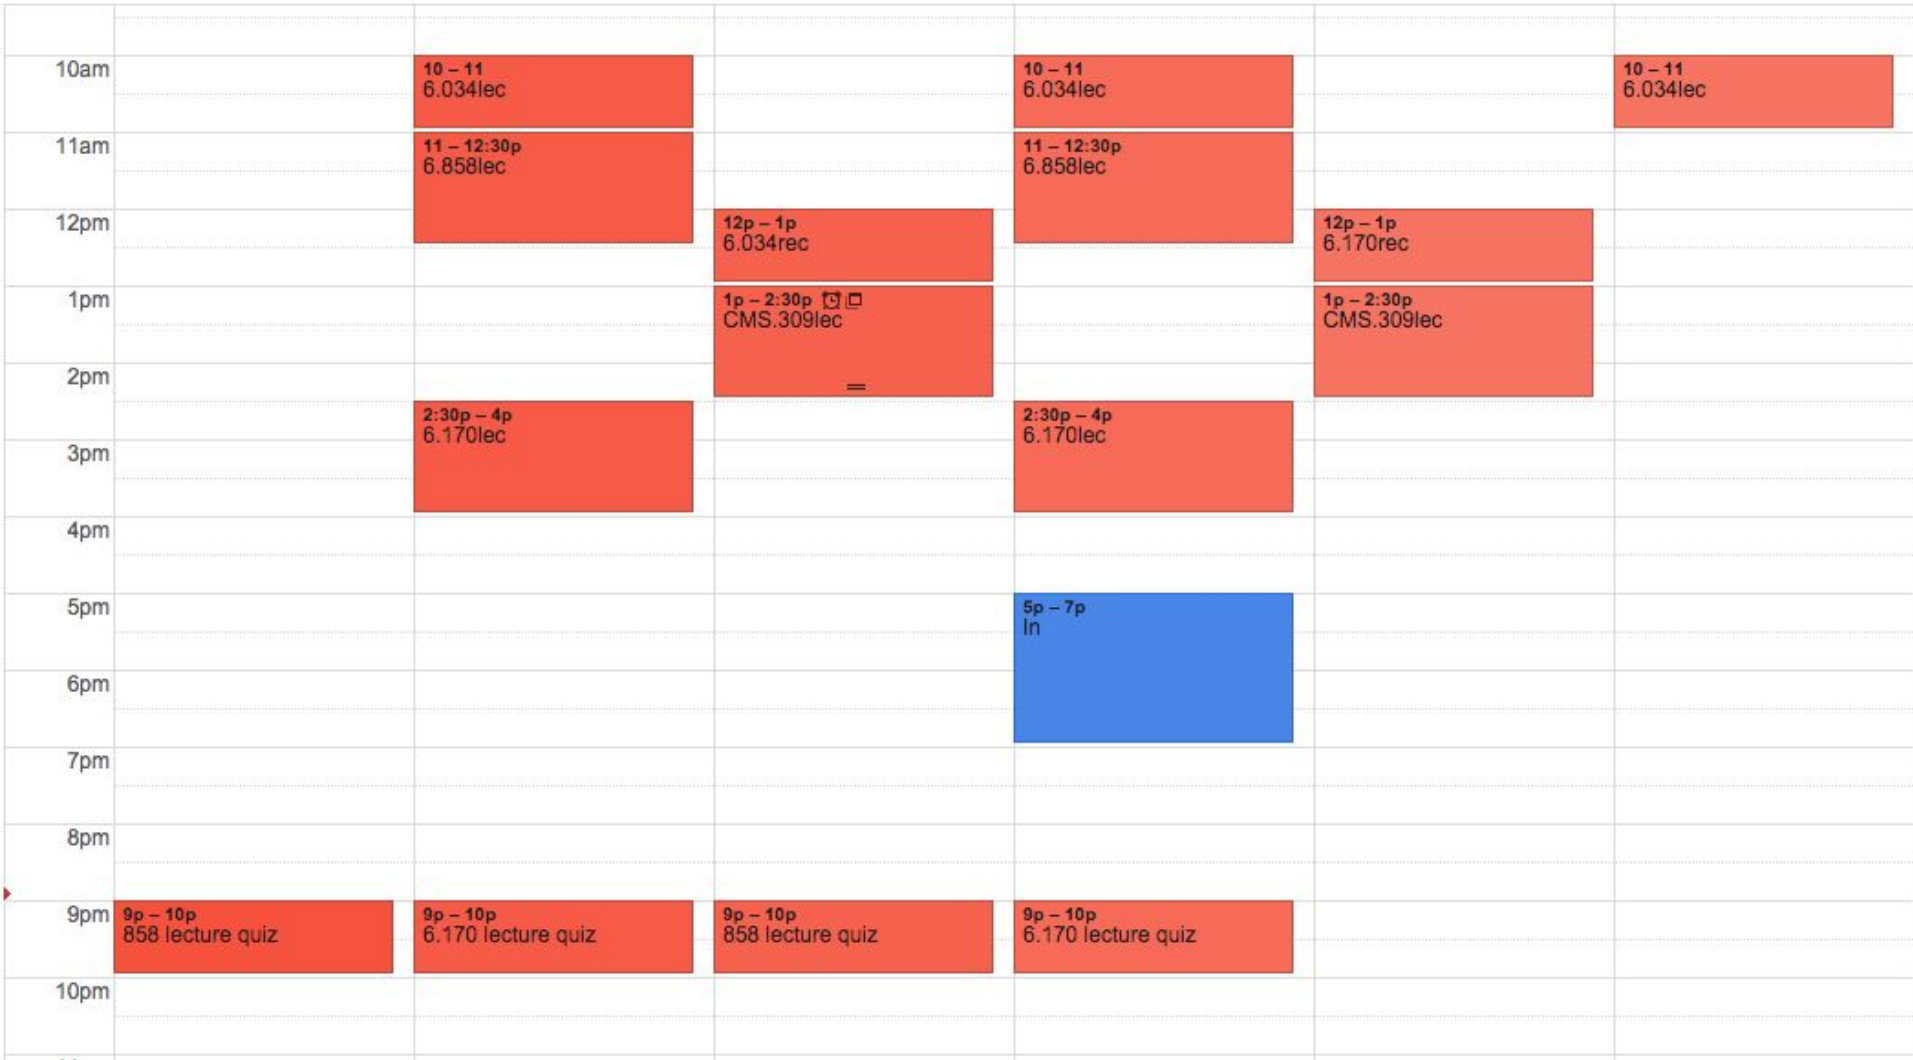 10am
11am
12pm
1pm
2pm
3pm
4pm
5pm
6pm
7pm
8pm
9pm
10pm
9p – 10p
858 lecture quiz
10 – 11
6.034lec
11 – 12:30p
6.858lec
2:30p – 4p
6.170lec
9p – 10p
6.170 lecture quiz
12p – 1p
6.034rec
1p – 2:30p
CMS.309lec
9p – 10p
858 lecture quiz
10 – 11
6.034lec
11 – 12:30p
6.858lec
2:30p – 4p
6.170lec
5p – 7p
In
9p – 10p
6.170 lecture quiz
12p – 1p
6.170rec
1p – 2:30p
CMS.309lec
10 – 11
6.034lec